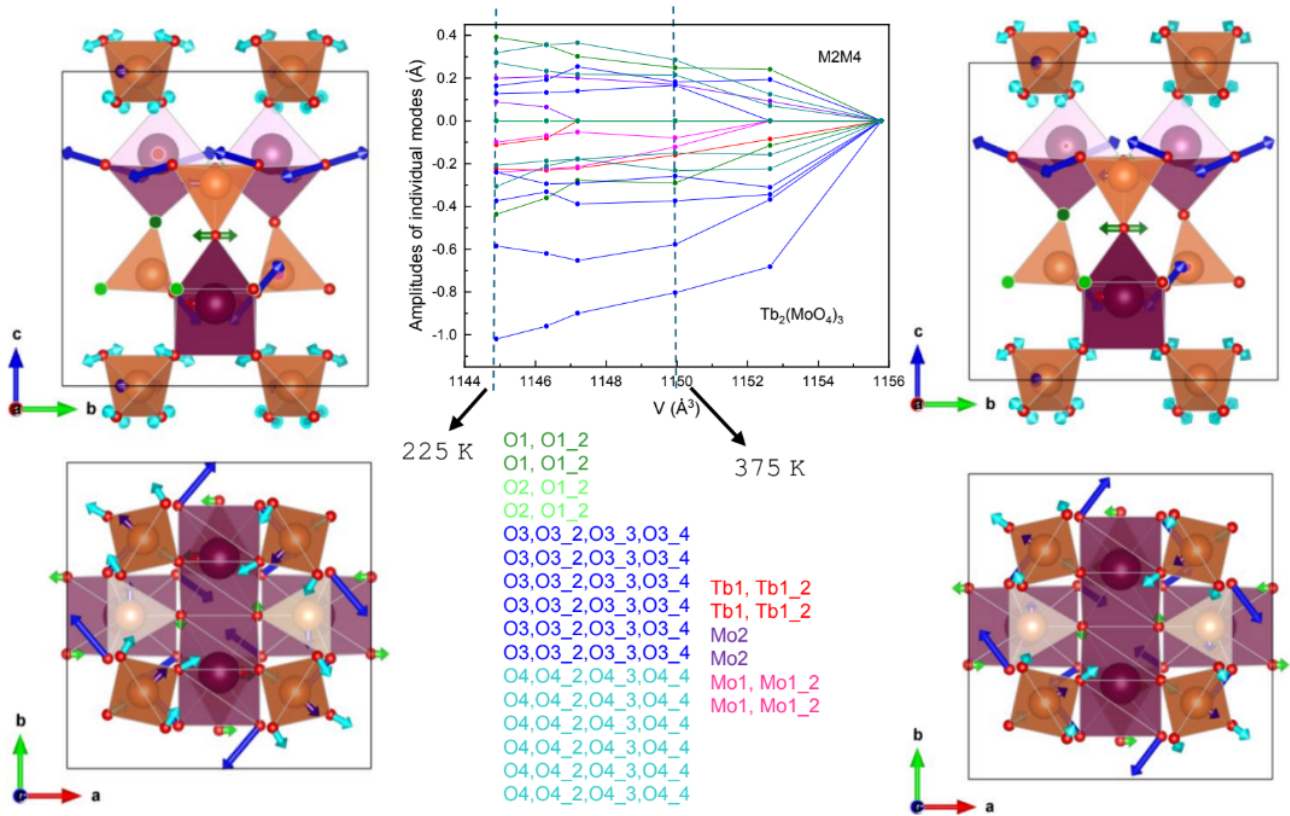 Amplitudes of individual modes (Å)
0.4
0.2
0.0
-0.2
-0.4
-0.6
-0.8
-1.0
M2M4
Tb2(MoO4)3
1144 1146 1148 1150 1152 1154 1156
V (Å3)
c
a
b
c
a
b
225 K
375 K
O1, O1_2
O1, O1_2
O2, O1_2
O2, O1_2
O3,O3_2,O3_3,O3_4
O3,O3_2,O3_3,O3_4
O3,O3_2,O3_3,O3_4
O3,O3_2,O3_3,O3_4
O3,O3_2,O3_3,O3_4
O3,O3_2,O3_3,O3_4
O4,O4_2,O4_3,O4_4
O4,O4_2,O4_3,O4_4
O4,O4_2,O4_3,O4_4
O4,O4_2,O4_3,O4_4
O4,O4_2,O4_3,O4_4
O4,O4_2,O4_3,O4_4
Tb1, Tb1_2
Tb1, Tb1_2
Mo2
Mo2
Mo1, Mo1_2
Mo1, Mo1_2
b
c
a
b
c
a